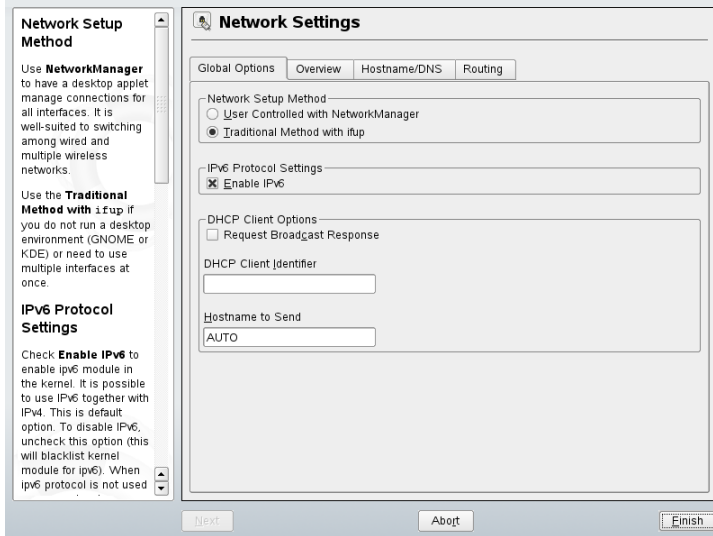 Network Setup
Method
Use NetworkManager
to have a desktop applet
manage connections for
all interfaces. It is
well-suited to switching
among wired and
multiple wireless
networks.
Use the Traditional
Method with ifup if
you do not run a desktop
environment (GNOME or
KDE) or need to use
multiple interfaces at
once.
IPv6 Protocol
Settings
Check Enable IPv6 to
enable ipv6 module in
the kernel. It is possible
to use IPv6 together with
IPv4. This is default
option. To disable IPv6,
uncheck this option (this
will blacklist kernel
module for ipv6). When
ipv6 protocol is not used
Network Settings
Global Options Overview Hostname/DNS Routing
Network Setup Method
User Controlled with NetworkManager
Traditional Method with ifup
IPv6 Protocol Settings
Enable IPv6
DHCP Client Options
Request Broadcast Response
DHCP Client Identifier
Hostname to Send
AUTO
Next Abort Finish